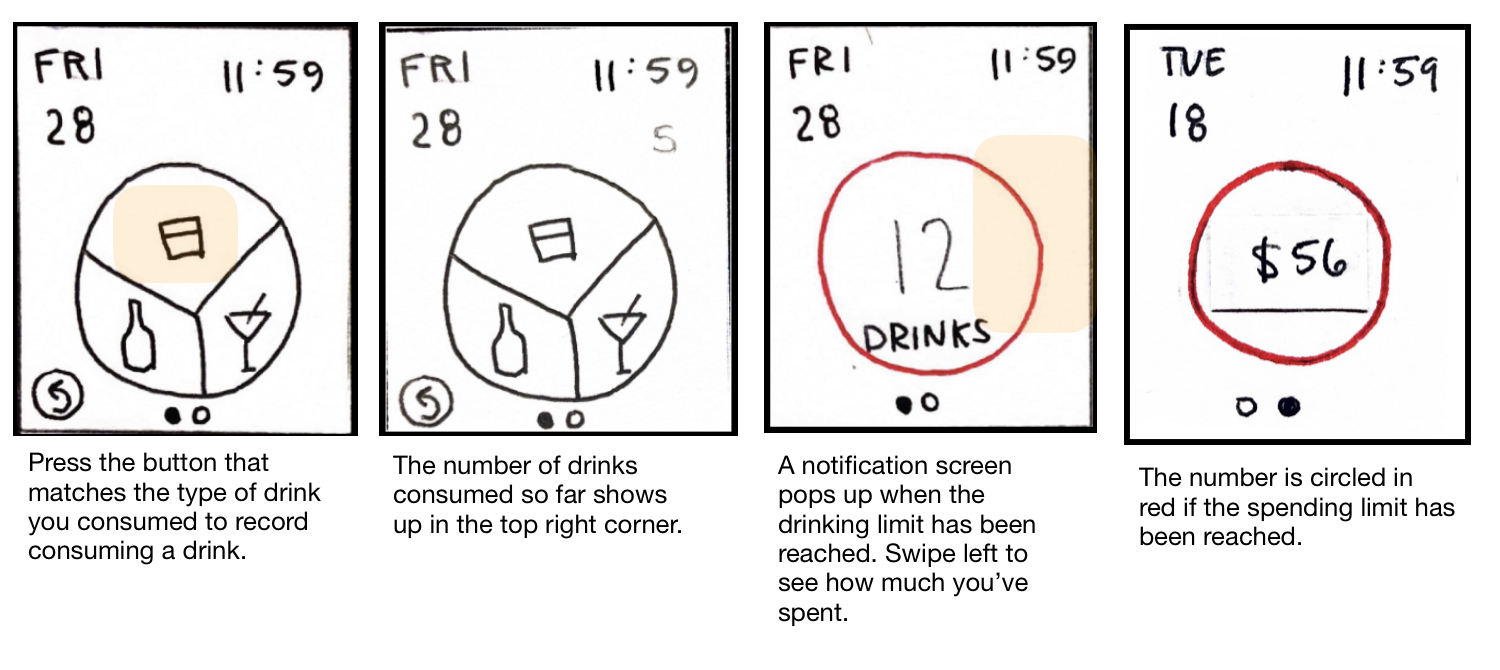 FRI 11:59
28
Press the button that
matches the type of drink
you consumed to record
consuming a drink.
FRI 11:59
28 5
The number of drinks
consumed so far shows
up in the top right corner.
FRI 11:59
28
12
DRINKS
A notification screen
pops up when the
drinking limit has been
reached. Swipe left to
see how much you’ve
spent.
TUE 11:59
18
$56
The number is circled in
red if the spending limit has
been reached.